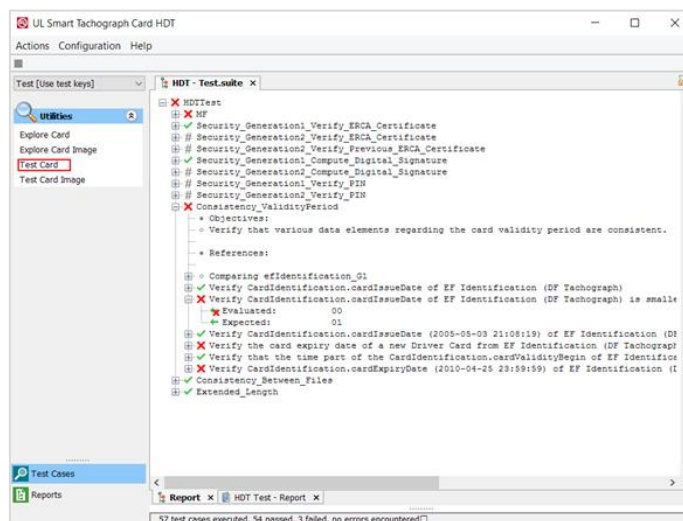 UL Smart Tachograph Card HDT
Actions Configuration Help
Test [Use test keys]
Utilities
Explore Card
Explore Card Image
Test Card
Test Card Image
Test Cases
Reports
HDT - Test.suite
HDTTest
MF
Security_Generation1_Verify_ERCA_Certificate
# Security_Generation2_Verify_ERCA_Certificate
# Security_Generation2_Verify_Previous_ERCA_Certificate
Security_Generation1_Compute_Digital_Signature
# Security_Generation2_Compute_Digital_Signature
# Security_Generation1_Verify_PIN
# Security_Generation2_Verify_PIN
Consistency_ValidityPeriod
Objectives:
Verify that various data elements regarding the card validity period are consistent.
References:
Comparing efIdentification_G1
Verify CardIdentification.cardIssueDate of EF Identification (DF Tachograph)
Verify CardIdentification.cardIssueDate of EF Identification (DF Tachograph) is smalle
Evaluated: 00
Expected: 01
Verify CardIdentification.cardIssueDate (2005-05-03 21:08:19) of EF Identification (DF
Verify the card expiry date of a new Driver Card from EF Identification (DF Tachograph
Verify that the time part of the CardIdentification.cardValidityBegin of EF Identifica
Verify CardIdentification.cardExpiryDate (2010-04-25 23:59:59) of EF Identification (D
Consistency_Between_Files
Extended_Length
Report
HDT Test - Report
57 test cases executed, 54 passed, 3 failed, no errors encountered